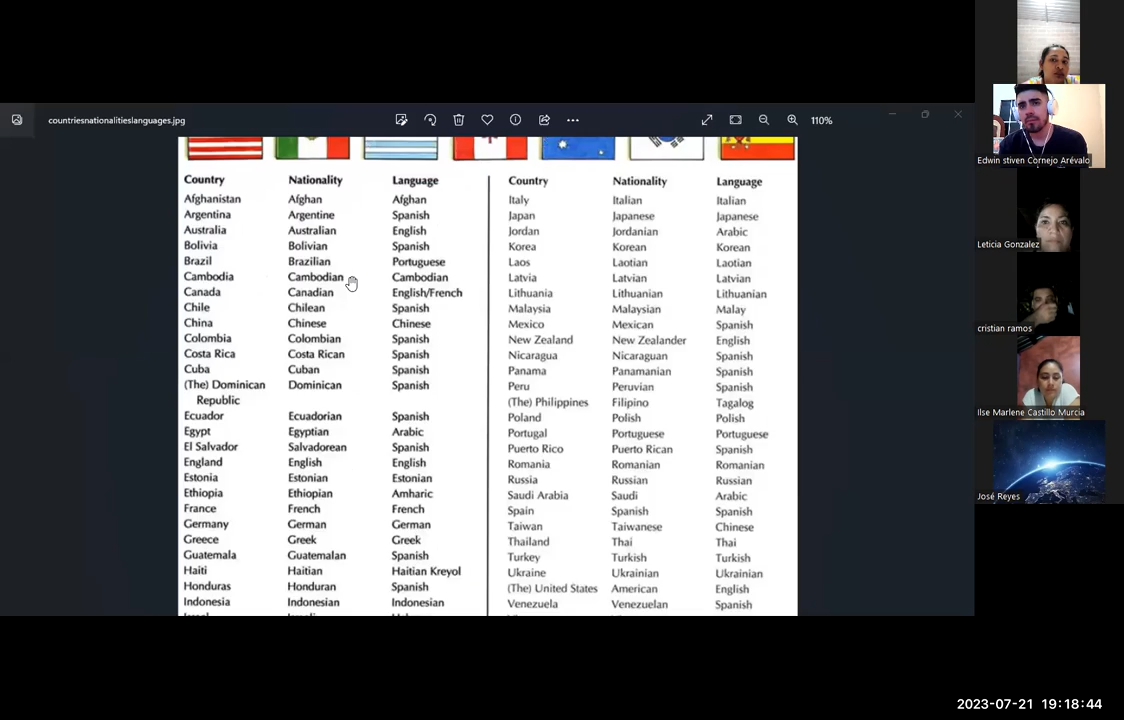 countriesnationalitieslanguages.jpg
110%
Country Nationality Language
Afghanistan Afghan Afghan
Argentina Argentine Spanish
Australia Australian English
Bolivia Bolivian Spanish
Brazil Brazilian Portuguese
Cambodia Cambodian Cambodian
Canada Canadian English/French
Chile Chilean Spanish
China Chinese Chinese
Colombia Colombian Spanish
Costa Rica Costa Rican Spanish
Cuba Cuban Spanish
(The) Dominican Dominican Spanish
Republic
Ecuador Ecuadorian Spanish
Egypt Egyptian Arabic
El Salvador Salvadorean Spanish
England English English
Estonia Estonian Estonian
Ethiopia Ethiopian Amharic
France French French
Germany German German
Greece Greek Greek
Guatemala Guatemalan Spanish
Haiti Haitian Haitian Kreyol
Honduras Honduran Spanish
Indonesia Indonesian Indonesian
Country Nationality Language
Italy Italian Italian
Japan Japanese Japanese
Jordan Jordanian Arabic
Korea Korean Korean
Laos Laotian Laotian
Latvia Latvian Latvian
Lithuania Lithuanian Lithuanian
Malaysia Malaysian Malay
Mexico Mexican Spanish
New Zealand New Zealander English
Nicaragua Nicaraguan Spanish
Panama Panamanian Spanish
Peru Peruvian Spanish
(The) Philippines Filipino Tagalog
Poland Polish Polish
Portugal Portuguese Portuguese
Puerto Rico Puerto Rican Spanish
Romania Romanian Romanian
Russia Russian Russian
Saudi Arabia Saudi Arabic
Spain Spanish Spanish
Taiwan Taiwanese Chinese
Thailand Thai Thai
Turkey Turkish Turkish
Ukraine Ukrainian Ukrainian
(The) United States American English
Venezuela Venezuelan Spanish
Edwin stiven Cornejo Arévalo
Leticia Gonzalez
cristian ramos
Ilse Marlene Castillo Murcia
José Reyes
2023-07-21 19:18:44